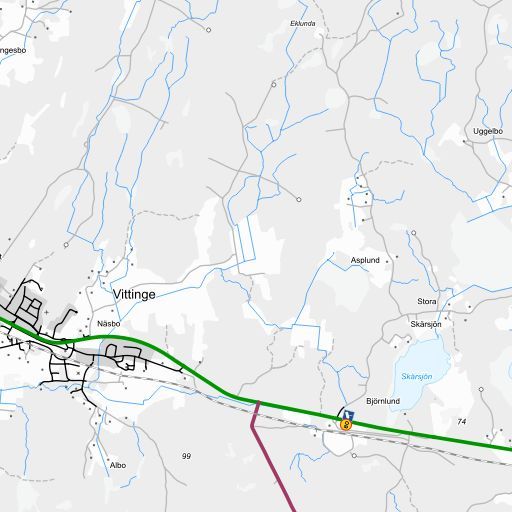 Eklunda
ngesbo
Uggelbo
Asplund
t
Vittinge
Stora
Skärsjön
Näsbo
Skärsjön
Björnlund
74
99
Albo